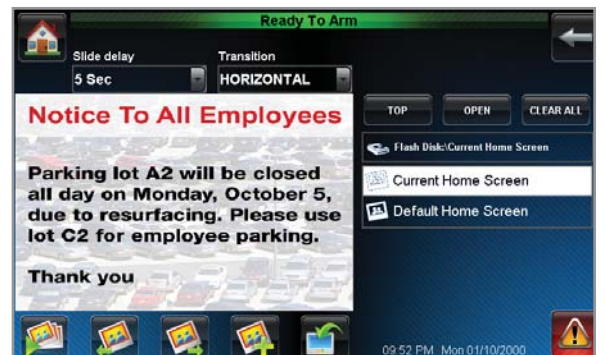 Ready To Arm
Slide delay
Transition
5 Sec
HORIZONTAL
Notice To All Employees
Parking lot A2 will be closed
all day on Monday, October 5,
due to resurfacing. Please use
lot C2 for employee parking.
Thank you
TOP
OPEN
CLEAR ALL
Flash Disk:\Current Home Screen
Current Home Screen
Default Home Screen
09:52 PM Mon 01/10/2000